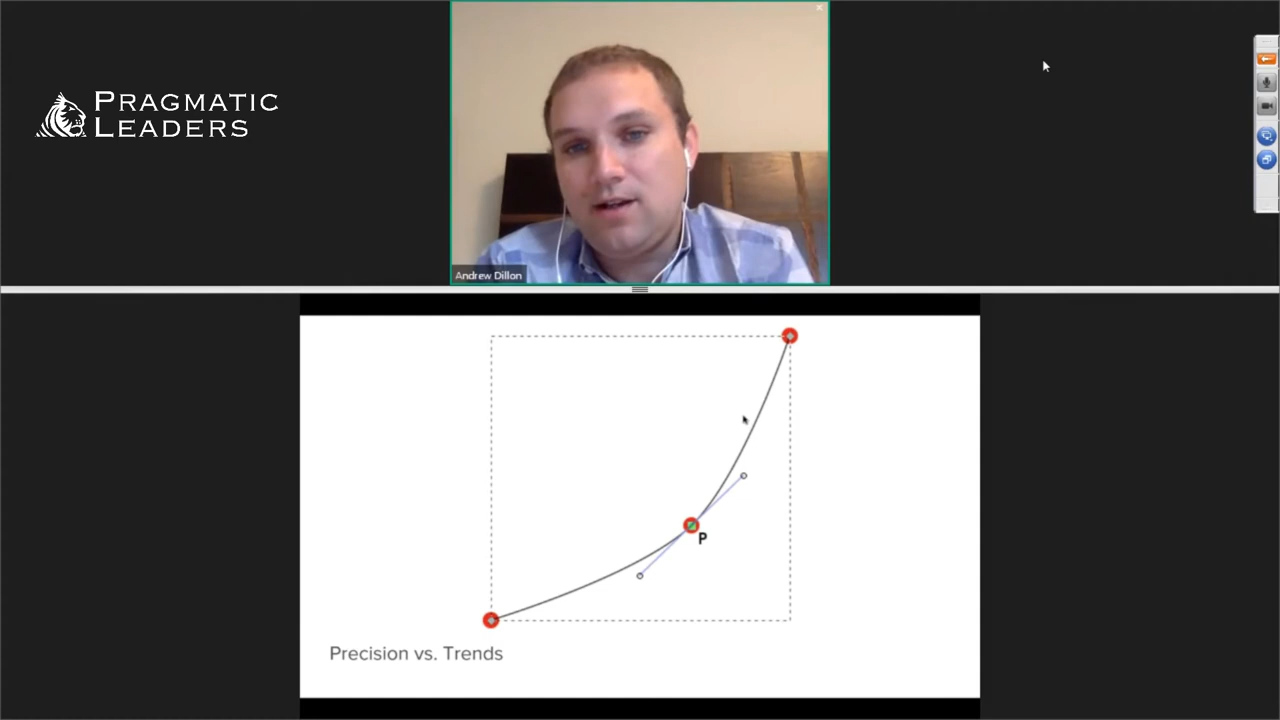 PRAGMATIC
LEADERS
Andrew Dillon
P
Precision vs. Trends